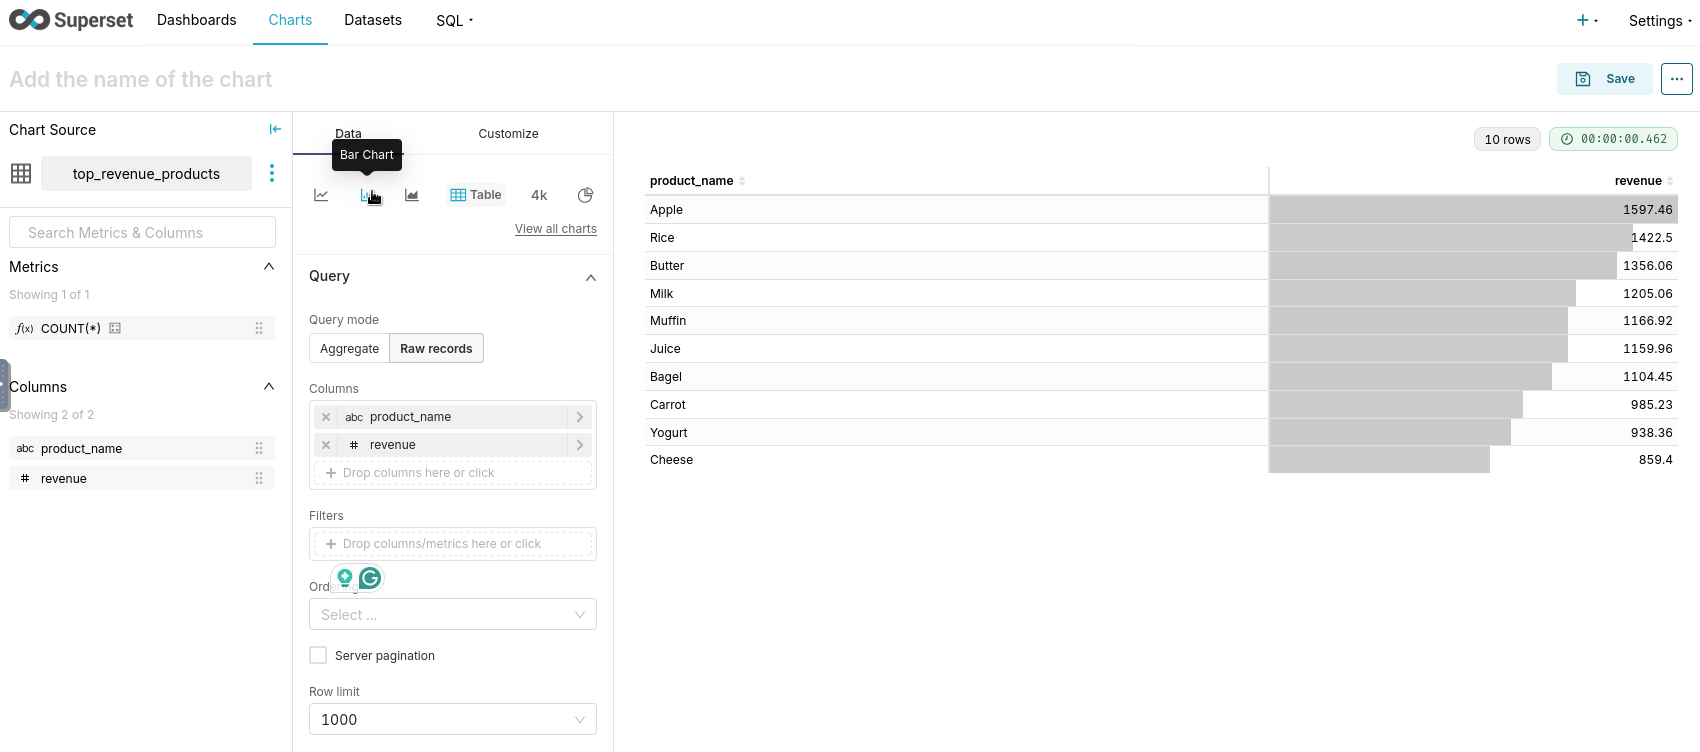 Superset Dashboards Charts Datasets SQL Settings
Add the name of the chart Save
Chart Source
top_revenue_products
Search Metrics & Columns
Metrics
Showing 1 of 1
f(x) COUNT(*)
Columns
Showing 2 of 2
abc product_name
# revenue
Data Customize
Bar Chart
Table 4k
View all charts
Query
Query mode
Aggregate Raw records
Columns
abc product_name
# revenue
+ Drop columns here or click
Filters
+ Drop columns/metrics here or click
Select ...
Server pagination
Row limit
1000
10 rows 00:00:00.462
product_name revenue
Apple 1597.46
Rice 1422.5
Butter 1356.06
Milk 1205.06
Muffin 1166.92
Juice 1159.96
Bagel 1104.45
Carrot 985.23
Yogurt 938.36
Cheese 859.4